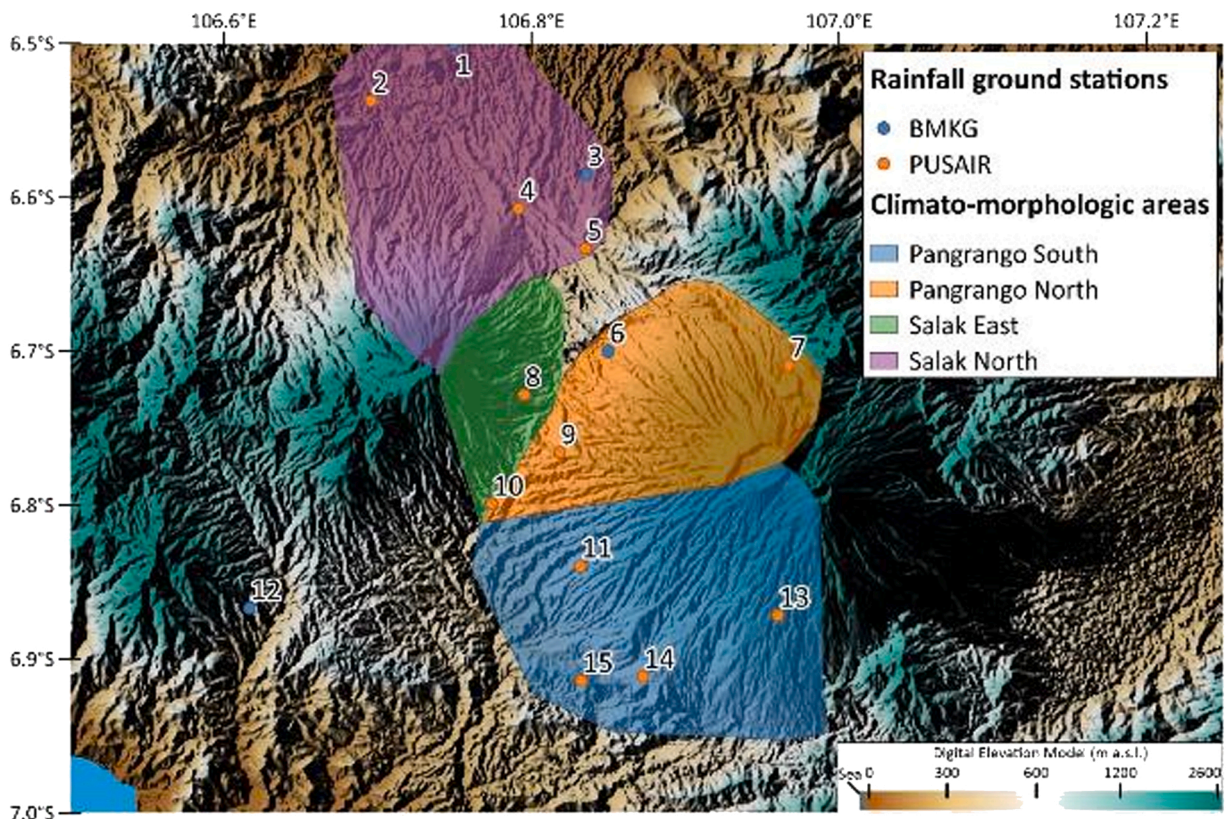 106.6°E 106.8°E 107.0°E 107.2°E
6.5°S
6.6°S
6.7°S
6.8°S
6.9°S
7.0°S
1
2
3
4
5
6
7
8
9
10
11
12
13
14
15
Rainfall ground stations
BMKG
PUSAIR
Climato-morphologic areas
Pangrango South
Pangrango North
Salak East
Salak North
Digital Elevation Model (m a.s.l.)
Sea 0 300 600 1200 2600